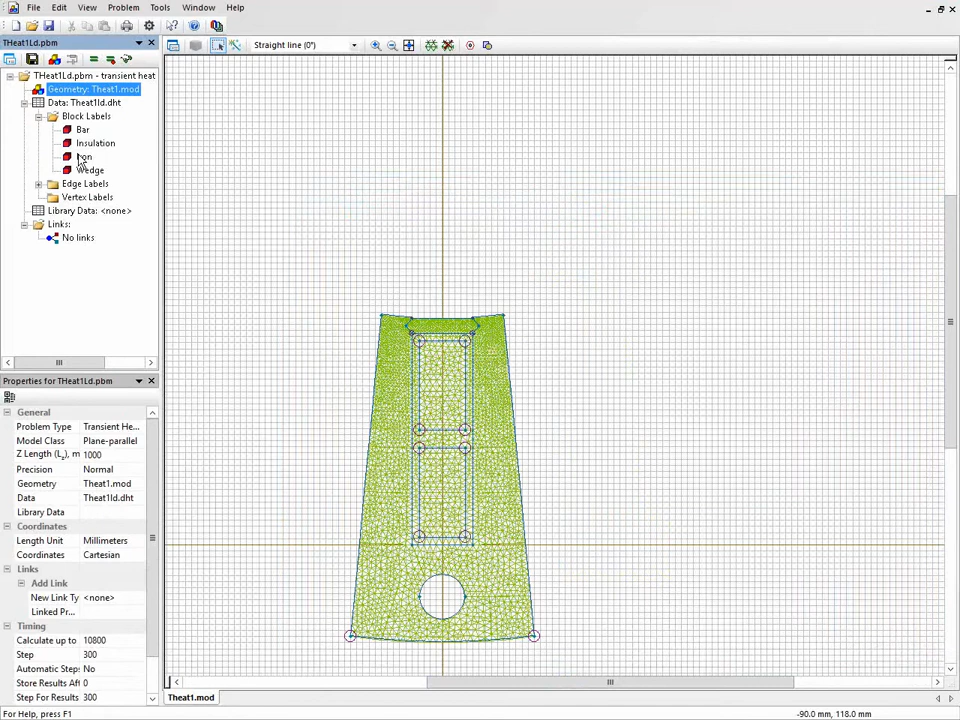 File Edit View Problem Tools Window Help
THeat1Ld.pbm
Straight line (0°)
THeat1Ld.pbm - transient heat
Geometry: Theat1.mod
Data: Theat1ld.dht
Block Labels
Bar
Insulation
Iron
Wedge
Edge Labels
Vertex Labels
Library Data: <none>
Links:
No links
Properties for THeat1Ld.pbm
General
Problem Type Transient He...
Model Class Plane-parallel
Z Length (Lz), m 1000
Precision Normal
Geometry Theat1.mod
Data Theat1ld.dht
Library Data
Coordinates
Length Unit Millimeters
Coordinates Cartesian
Links
Add Link
New Link Ty <none>
Linked Pr...
Timing
Calculate up to 10800
Step 300
Automatic Step: No
Store Results Aft 0
Step For Results 300
Theat1.mod
For Help, press F1
-90.0 mm, 118.0 mm